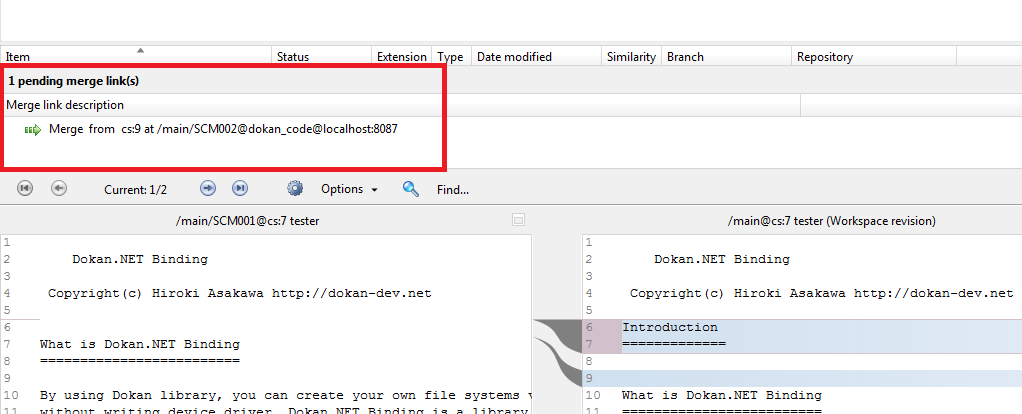 Item Status Extension Type Date modified Similarity Branch Repository
1 pending merge link(s)
Merge link description
Merge from cs:9 at /main/SCM002@dokan_code@localhost:8087
Current: 1/2 Options Find...
/main/SCM001@cs:7 tester
1
2 Dokan.NET Binding
3
4 Copyright(c) Hiroki Asakawa http://dokan-dev.net
5
6
7 What is Dokan.NET Binding
8 =========================
9
10 By using Dokan library, you can create your own file systems
11 without writing device driver. Dokan.NET Binding is a library
/main@cs:7 tester (Workspace revision)
1
2 Dokan.NET Binding
3
4 Copyright(c) Hiroki Asakawa http://dokan-dev.net
5
6 Introduction
7 =============
8
9
10 What is Dokan.NET Binding
11 =========================